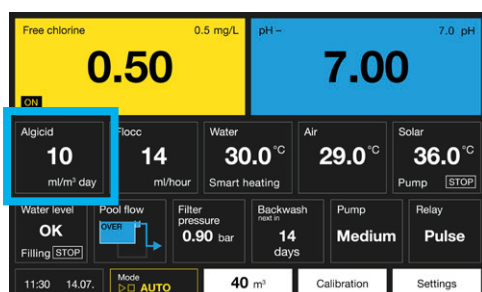 Free chlorine 0.5 mg/L
0.50
ON
pH – 7.0 pH
7.00
Algicid
10
ml/m³ day
Flocc
14
ml/hour
Water
30.0 °C
Smart heating
Air
29.0 °C
Solar
36.0 °C
Pump STOP
Water level
OK
Filling STOP
Pool flow
OVER
Filter
pressure
0.90 bar
Backwash
next in
14
days
Pump
Medium
Relay
Pulse
11:30 14.07.
Mode
AUTO
40 m³
Calibration
Settings